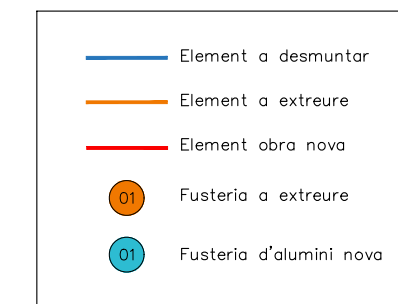 Element a desmuntar
Element a extreure
Element obra nova
01 Fusteria a extreure
01 Fusteria d'alumini nova